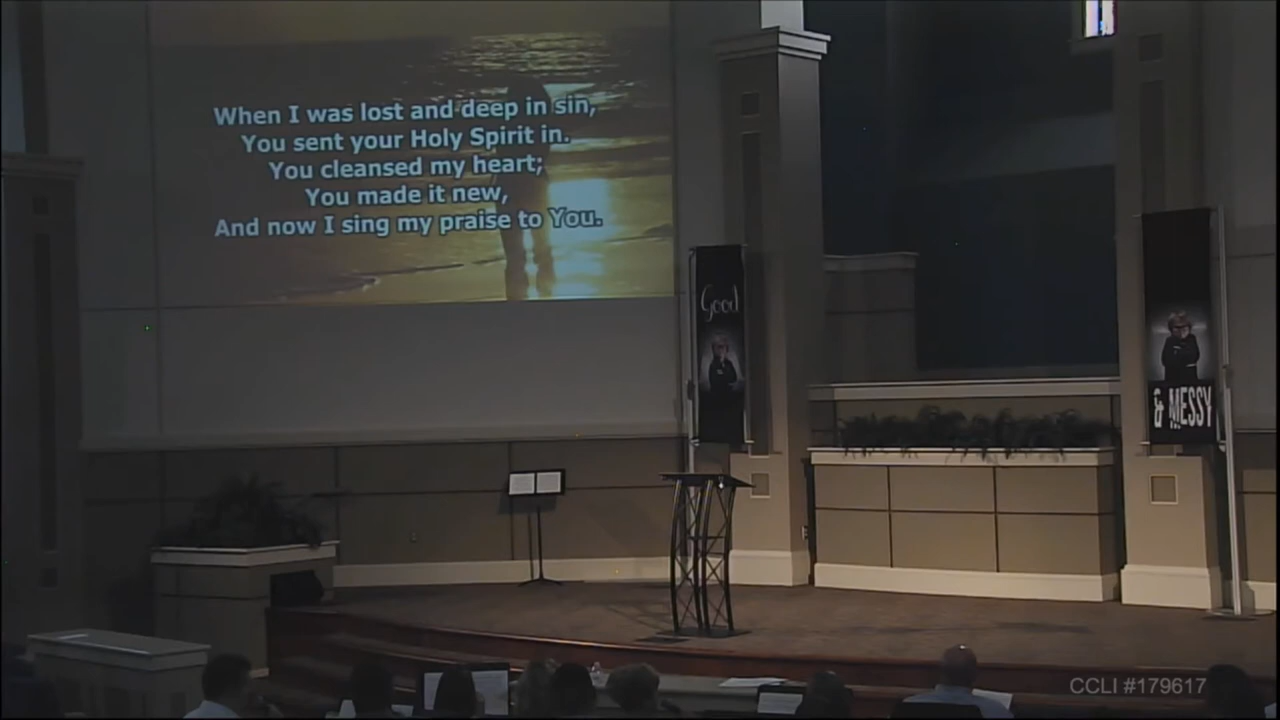 When I was lost and deep in sin,
You sent your Holy Spirit in.
You cleansed my heart;
You made it new,
And now I sing my praise to You.
Good
& MESSY
CCLI #179617